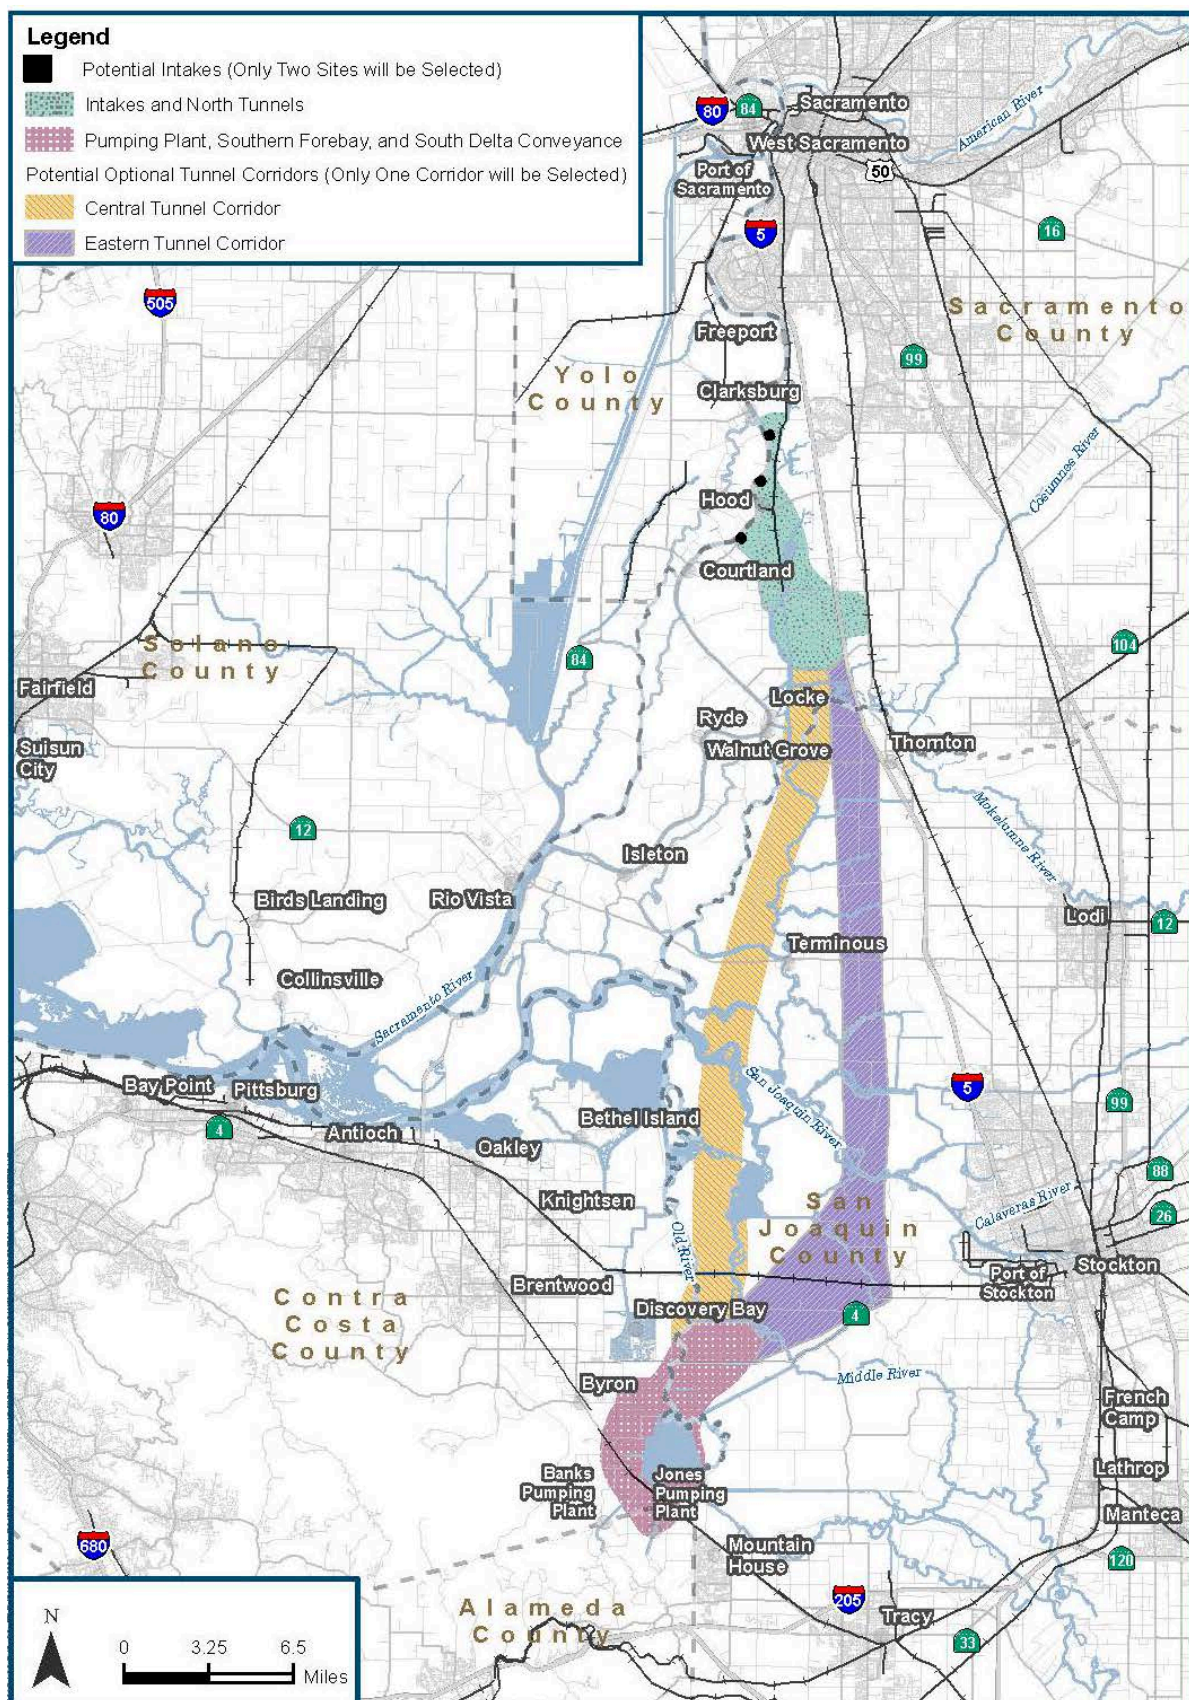 Legend
Potential Intakes (Only Two Sites will be Selected)
Intakes and North Tunnels
Pumping Plant, Southern Forebay, and South Delta Conveyance
Potential Optional Tunnel Corridors (Only One Corridor will be Selected)
Central Tunnel Corridor
Eastern Tunnel Corridor
80
84
Sacramento
American River
West Sacramento
50
Port of
Sacramento
5
16
505
Sacramento
County
Freeport
99
Yolo
County
Clarksburg
Cosumnes River
Hood
80
Courtland
Solano
County
84
104
Fairfield
Locke
Ryde
Suisun
City
Walnut Grove
Thornton
Mokelumne River
12
Isleton
Birds Landing
Rio Vista
Lodi
12
Terminous
Collinsville
Sacramento River
Bay Point
Pittsburg
San Joaquin River
5
99
4
Antioch
Bethel Island
Oakley
88
Knightsen
San
Joaquin
County
Calaveras River
26
Old River
Stockton
Brentwood
Port of
Stockton
Contra
Costa
County
Discovery Bay
4
Byron
Middle River
French
Camp
Banks
Pumping
Plant
Jones
Pumping
Plant
Lathrop
Manteca
680
Mountain
House
120
Alameda
County
205
Tracy
33
N
0 3.25 6.5
Miles